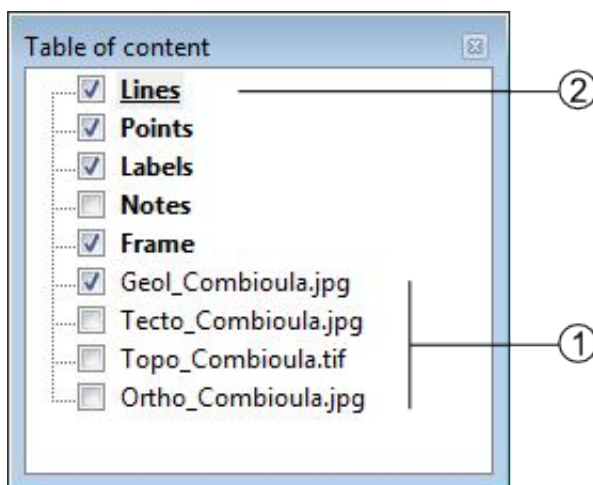 Table of content
Lines
Points
Labels
Notes
Frame
Geol_Combioula.jpg
Tecto_Combioula.jpg
Topo_Combioula.tif
Ortho_Combioula.jpg
2
1